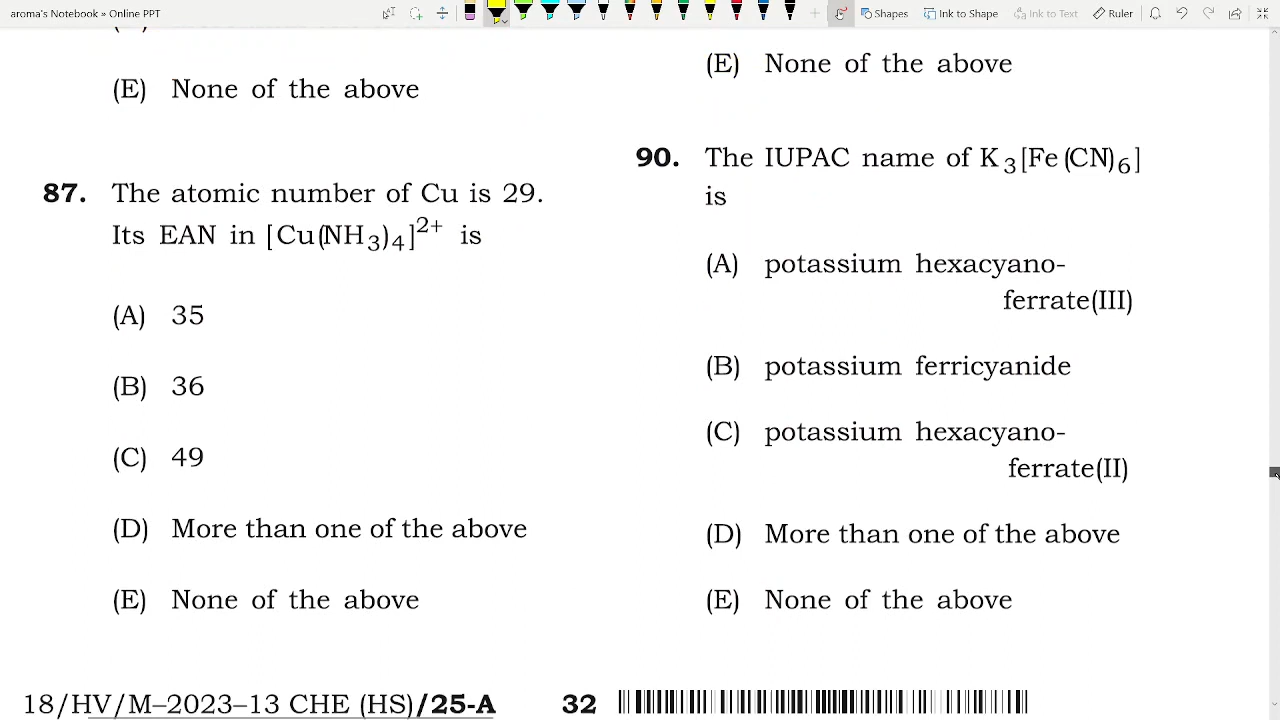 aroma's Notebook » Online PPT
Shapes
Ink to Shape
Ink to Text
Ruler
(E) None of the above
87. The atomic number of Cu is 29.
Its EAN in [Cu(NH₃)₄]²⁺ is
(A) 35
(B) 36
(C) 49
(D) More than one of the above
(E) None of the above
(E) None of the above
90. The IUPAC name of K₃[Fe(CN)₆]
is
(A) potassium hexacyano-
ferrate(III)
(B) potassium ferricyanide
(C) potassium hexacyano-
ferrate(II)
(D) More than one of the above
(E) None of the above
18/HV/M–2023–13 CHE (HS)/25-A 32